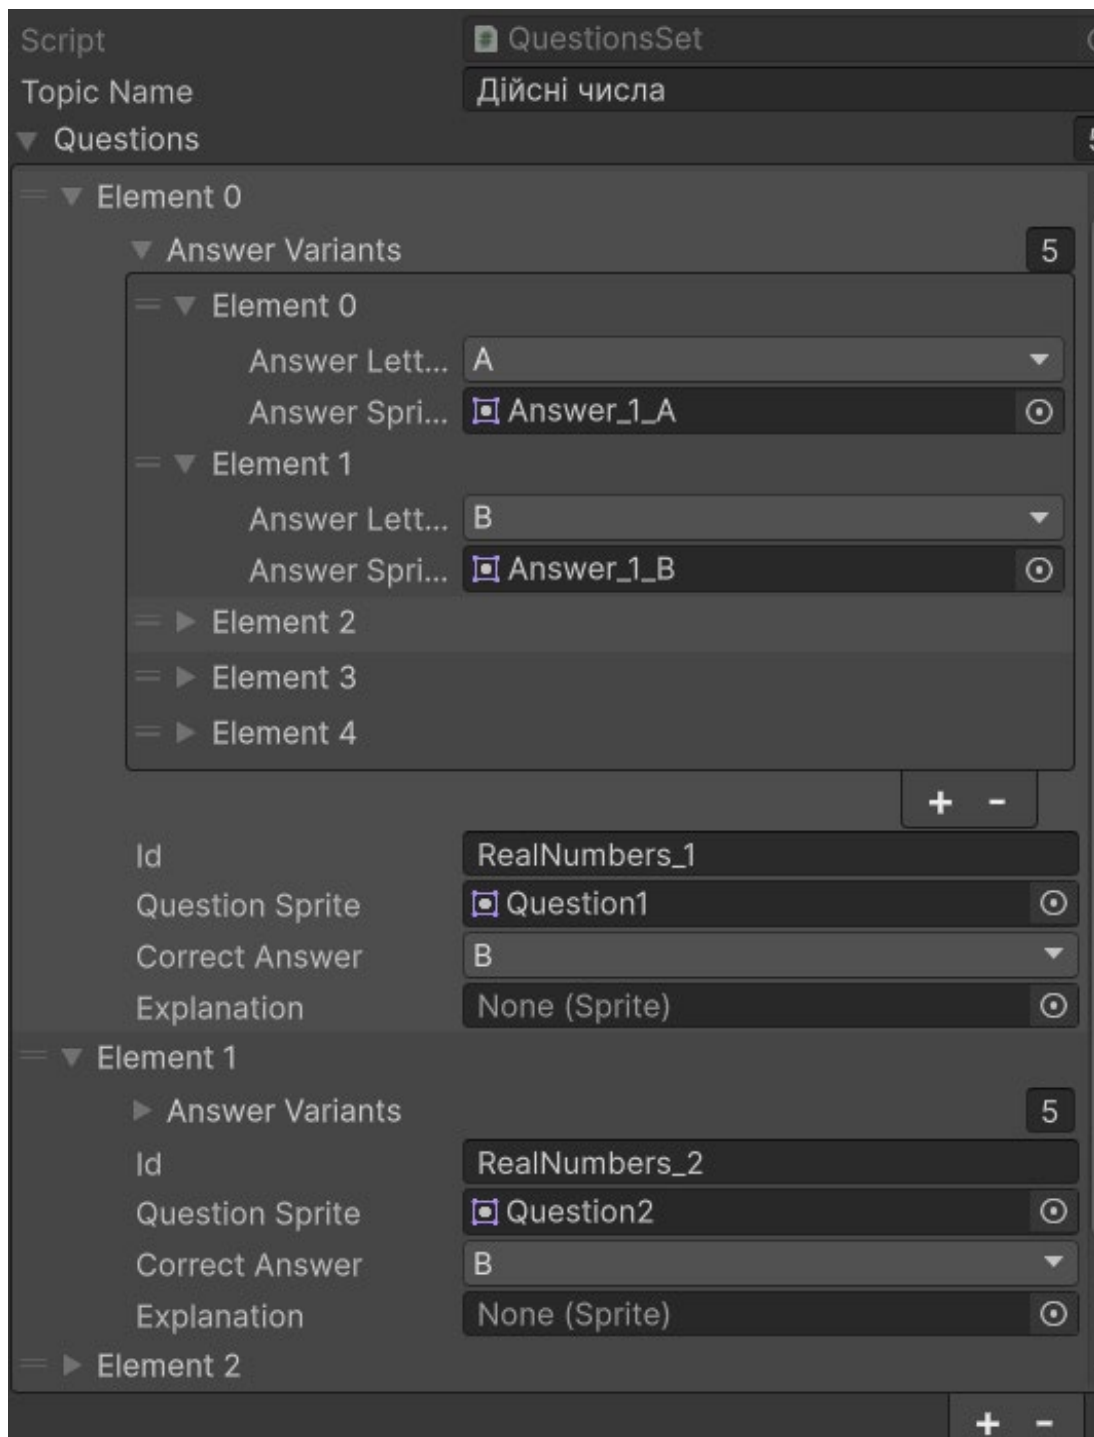 Script QuestionsSet
Topic Name Дійсні числа
Questions
Element 0
Answer Variants 5
Element 0
Answer Lett... A
Answer Spri... Answer_1_A
Element 1
Answer Lett... B
Answer Spri... Answer_1_B
Element 2
Element 3
Element 4
+ -
Id RealNumbers_1
Question Sprite Question1
Correct Answer B
Explanation None (Sprite)
Element 1
Answer Variants 5
Id RealNumbers_2
Question Sprite Question2
Correct Answer B
Explanation None (Sprite)
Element 2
+ -